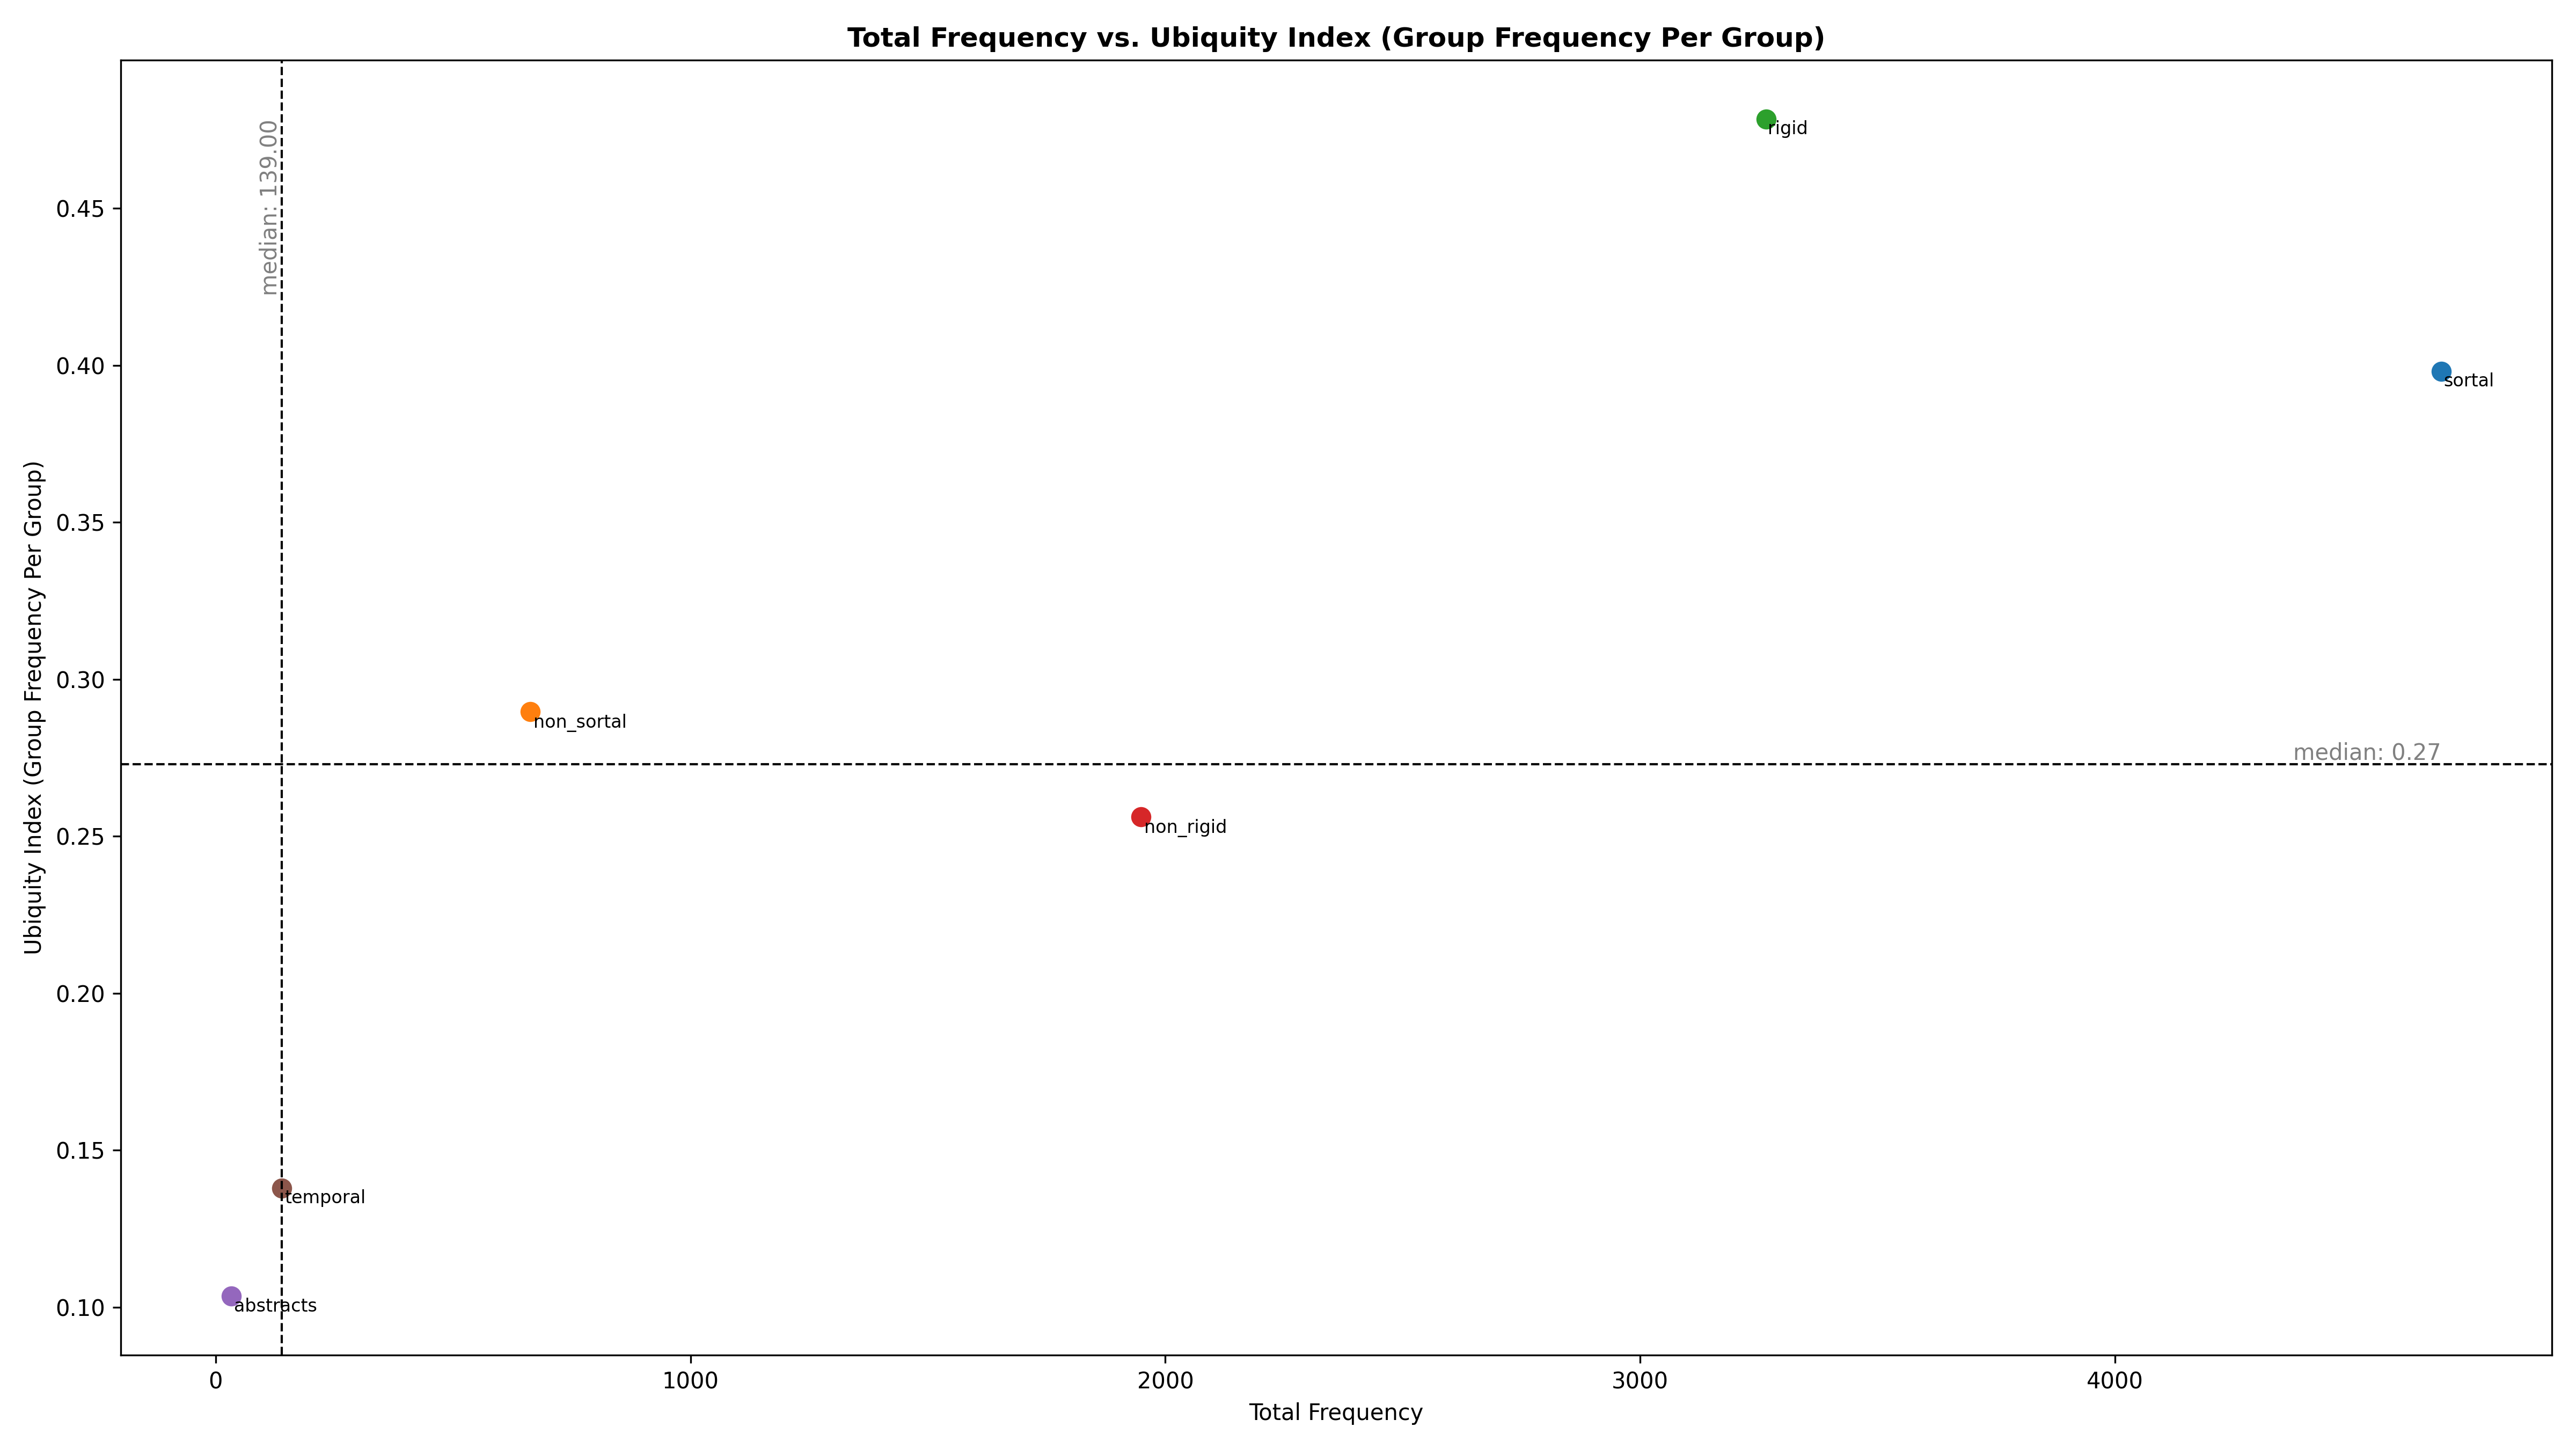 Total Frequency vs. Ubiquity Index (Group Frequency Per Group)
median: 139.00
rigid
0.45
0.40
sortal
Ubiquity Index (Group Frequency Per Group)
0.35
0.30
non_sortal
median: 0.27
0.25
non_rigid
0.20
0.15
temporal
0.10
abstracts
0
1000
2000
3000
4000
Total Frequency